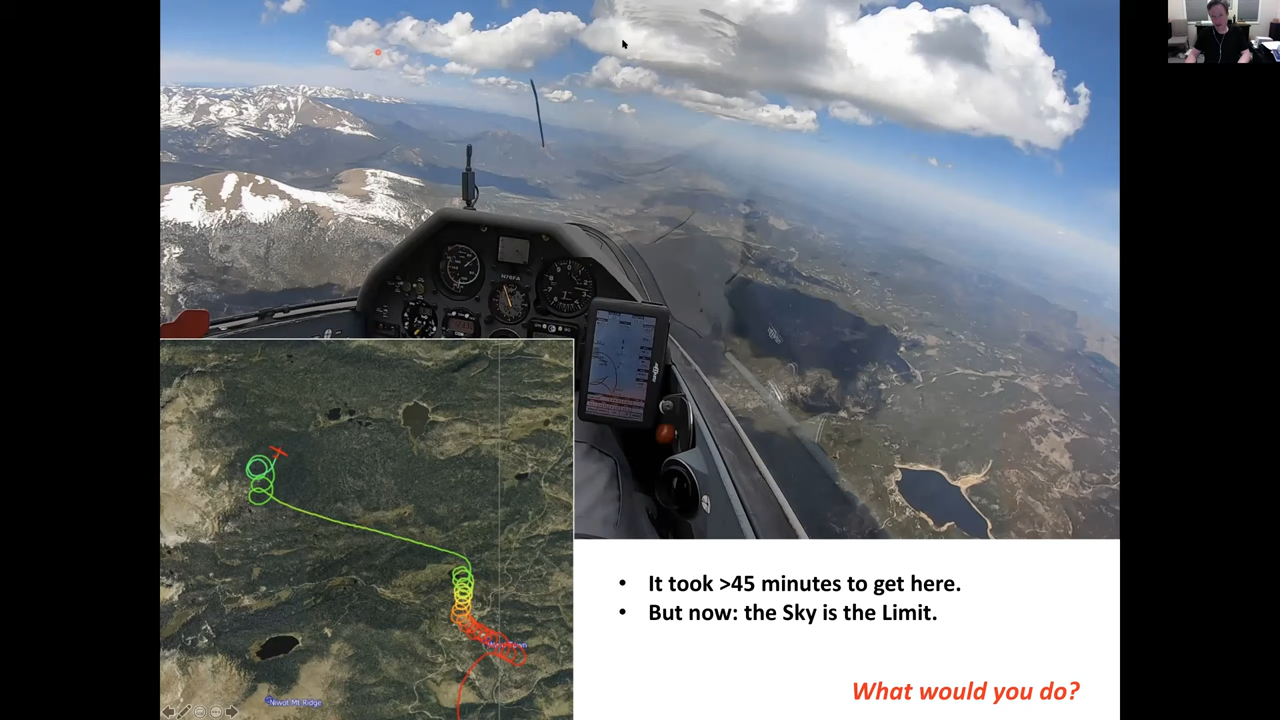 N76FA
• It took >45 minutes to get here.
• But now: the Sky is the Limit.
Niwot Mt Ridge
What would you do?